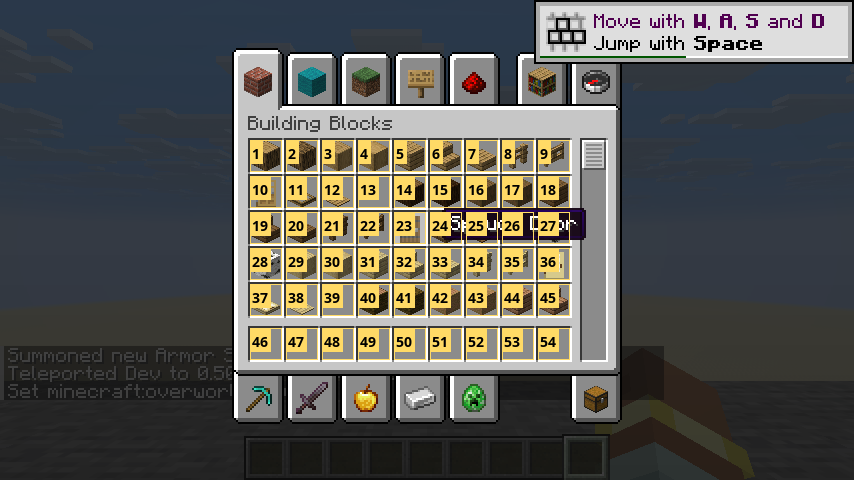 Move with W, A, S and D
Jump with Space
Building Blocks
1 2 3 4 5 6 7 8 9
10 11 12 13 14 15 16 17 18
19 20 21 22 23 24 25 26 27
28 29 30 31 32 33 34 35 36
37 38 39 40 41 42 43 44 45
46 47 48 49 50 51 52 53 54
Summoned new Armor S
Teleported Dev to 0.50
Set minecraft:overworl